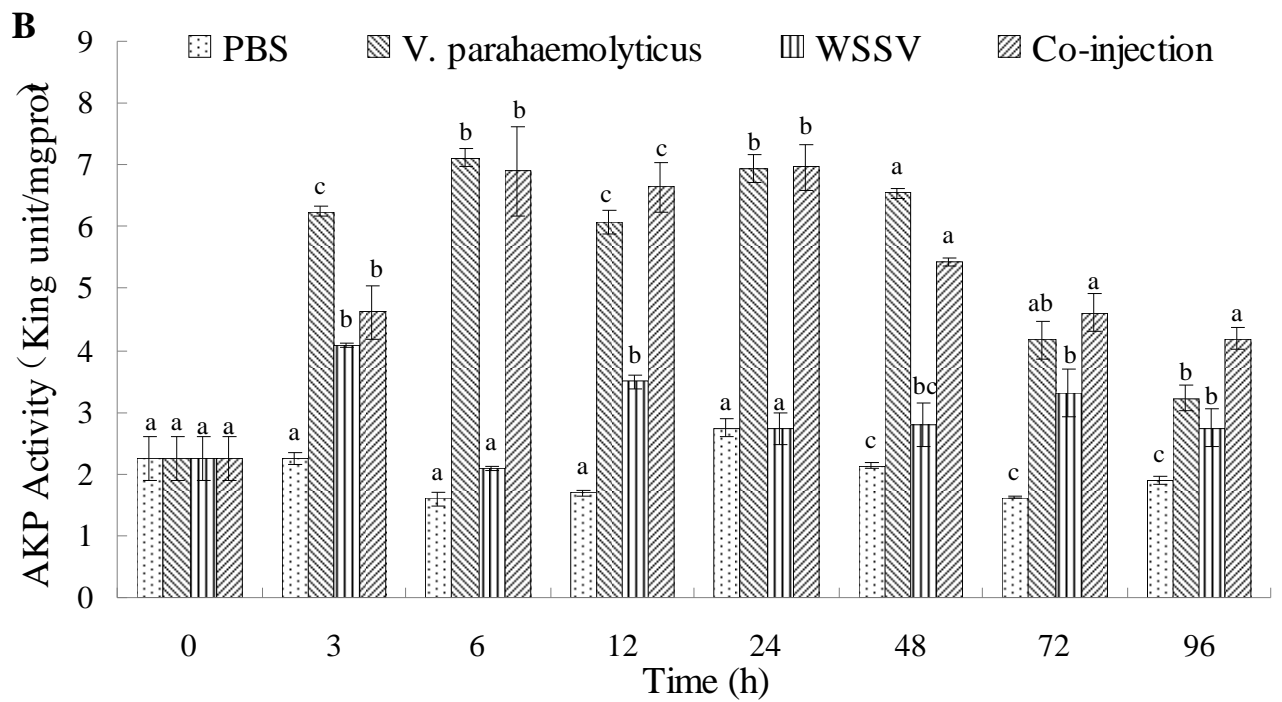 B
PBS V. parahaemolyticus WSSV Co-injection
AKP Activity（King unit/mgprot）
9
8
7
6
5
4
3
2
1
0
a a a a
a c b b
a b a b
a c b c
a b a b
c a bc a
c ab b a
c b b a
0 3 6 12 24 48 72 96
Time (h)